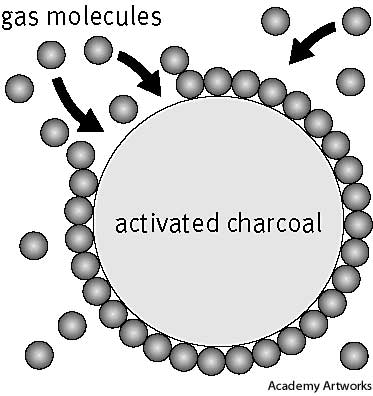 gas molecules
activated charcoal
Academy Artworks